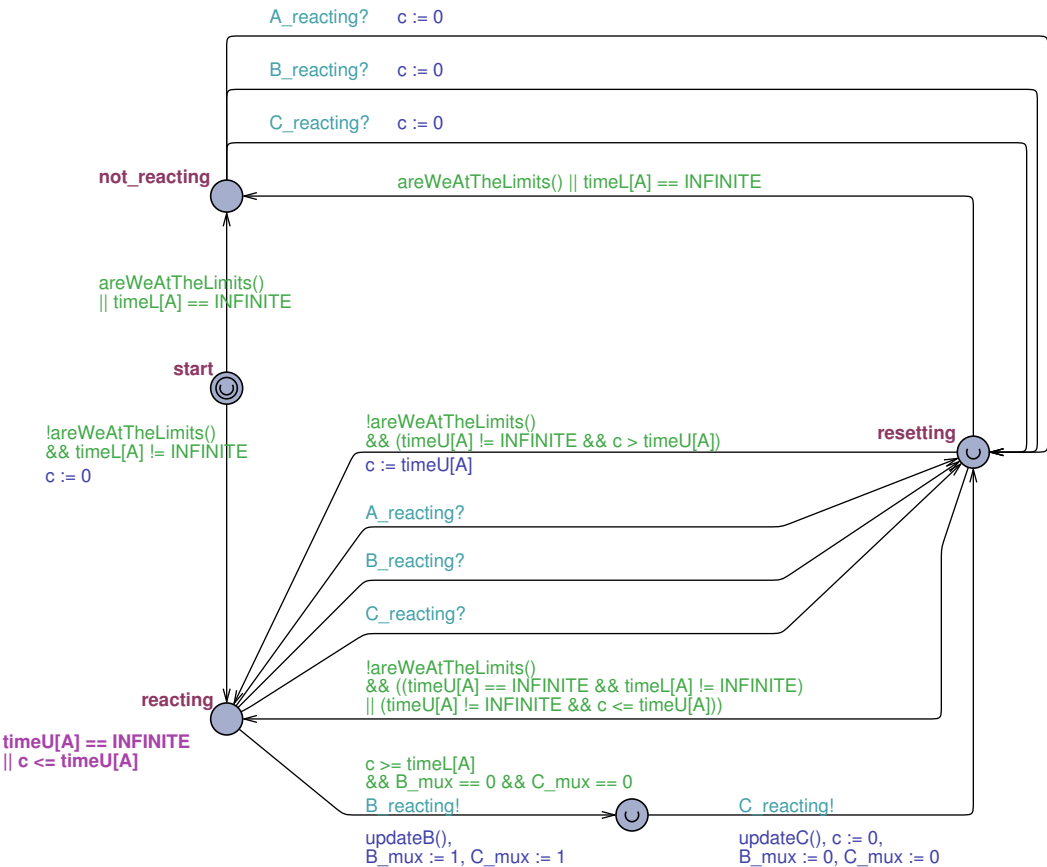 A_reacting? c := 0
B_reacting? c := 0
C_reacting? c := 0
not_reacting
areWeAtTheLimits() || timeL[A] == INFINITE
areWeAtTheLimits()
|| timeL[A] == INFINITE
start
!areWeAtTheLimits()
&& timeL[A] != INFINITE
c := 0
!areWeAtTheLimits()
&& (timeU[A] != INFINITE && c > timeU[A])
c := timeU[A]
resetting
A_reacting?
B_reacting?
C_reacting?
!areWeAtTheLimits()
&& ((timeU[A] == INFINITE && timeL[A] != INFINITE)
|| (timeU[A] != INFINITE && c <= timeU[A]))
reacting
timeU[A] == INFINITE
|| c <= timeU[A]
c >= timeL[A]
&& B_mux == 0 && C_mux == 0
B_reacting!
updateB(),
B_mux := 1, C_mux := 1
C_reacting!
updateC(), c := 0,
B_mux := 0, C_mux := 0